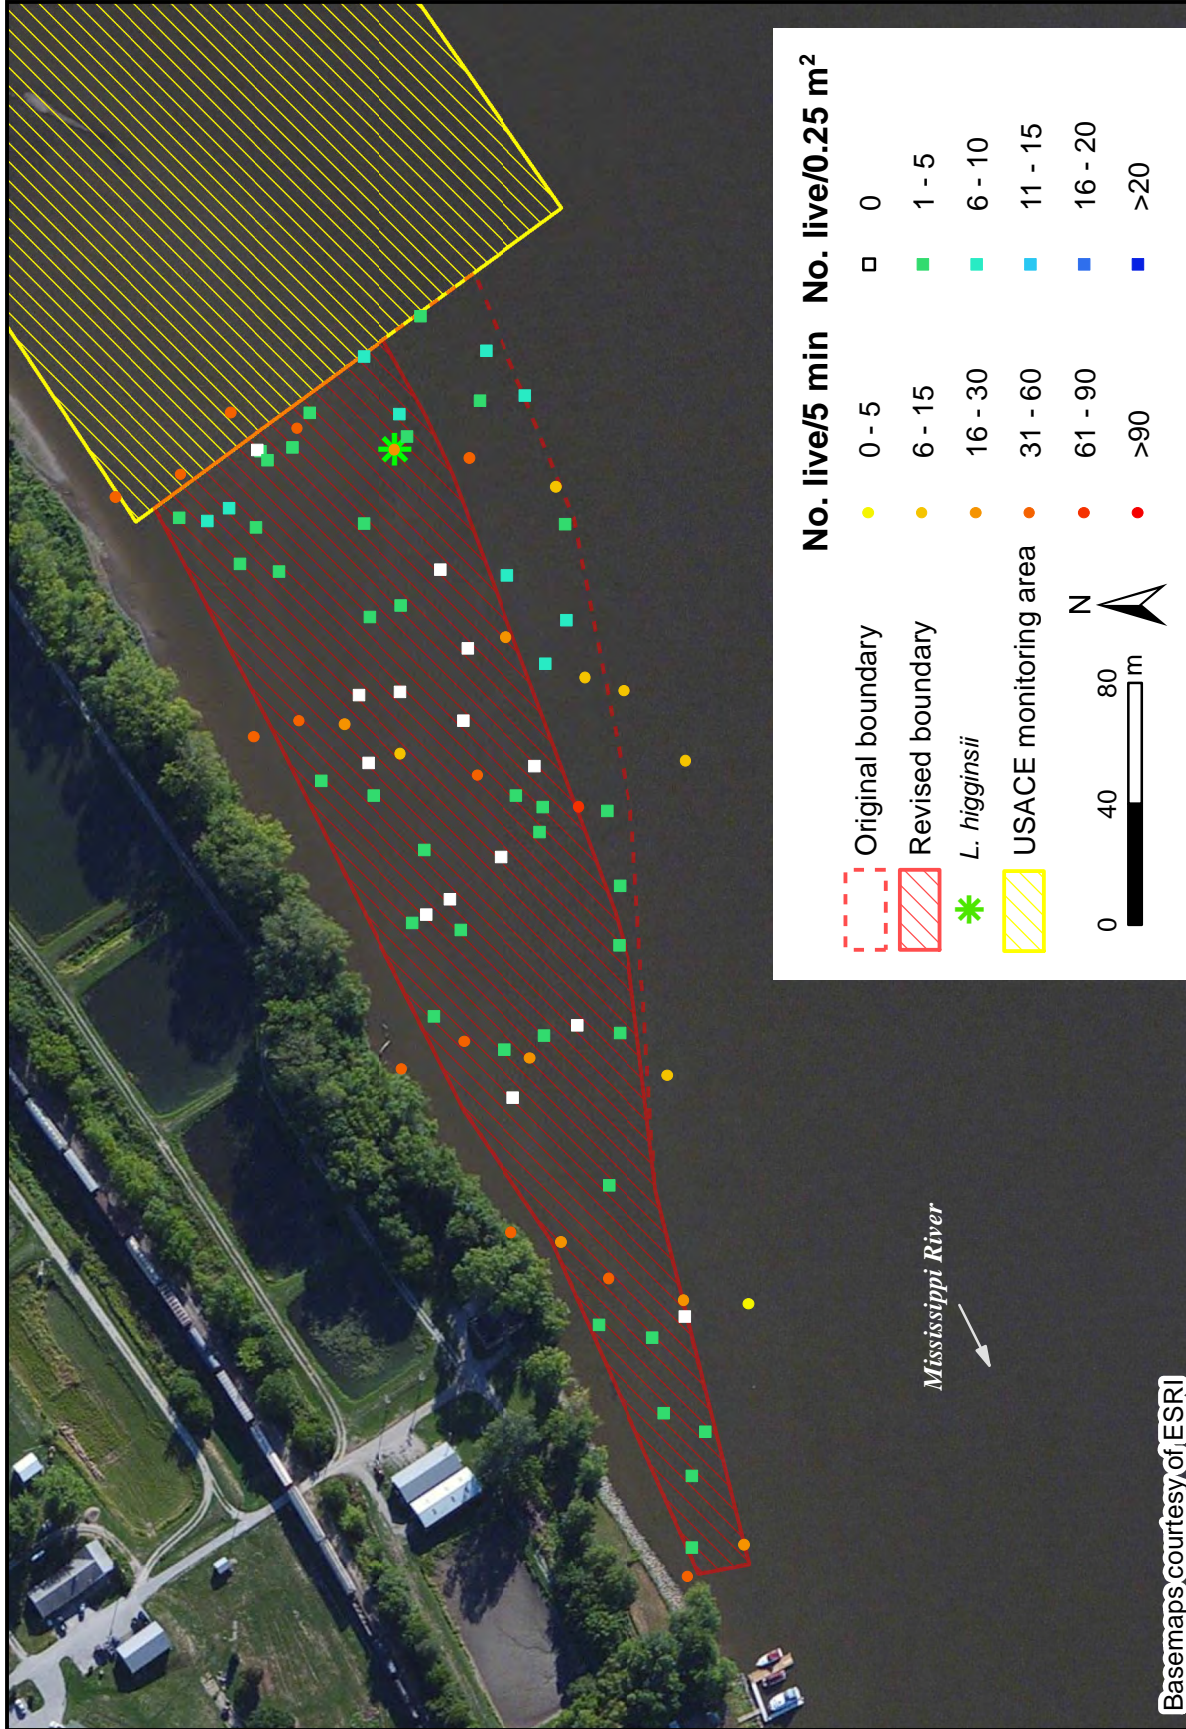 Mississippi River
No. live/5 min No. live/0.25 m²
Original boundary
Revised boundary
L. higginsii
USACE monitoring area
0 - 5
6 - 15
16 - 30
31 - 60
61 - 90
>90
0
1 - 5
6 - 10
11 - 15
16 - 20
>20
N
0 40 80
m
Basemaps courtesy of ESRI